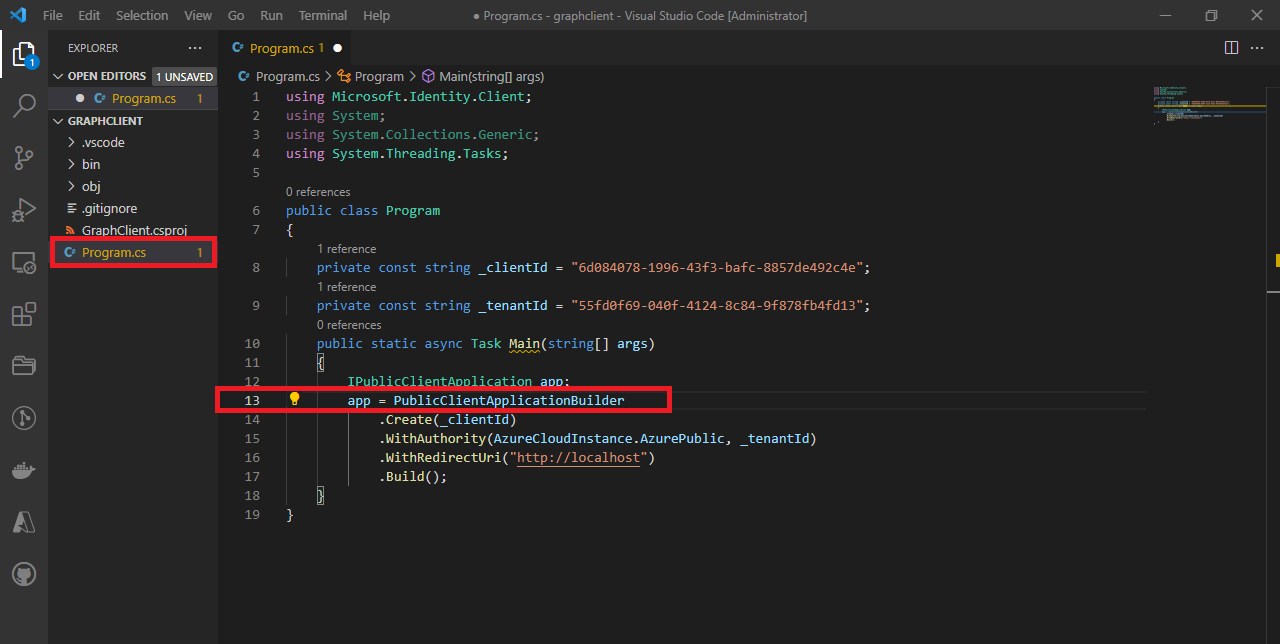 File Edit Selection View Go Run Terminal Help ● Program.cs - graphclient - Visual Studio Code [Administrator]
1
EXPLORER
OPEN EDITORS 1 UNSAVED
Program.cs 1
GRAPHCLIENT
.vscode
bin
obj
.gitignore
GraphClient.csproj
Program.cs 1
Program.cs 1
Program.cs > Program > Main(string[] args)
1 using Microsoft.Identity.Client;
2 using System;
3 using System.Collections.Generic;
4 using System.Threading.Tasks;
5
0 references
6 public class Program
7 {
1 reference
8 private const string _clientId = "6d084078-1996-43f3-bafc-8857de492c4e";
1 reference
9 private const string _tenantId = "55fd0f69-040f-4124-8c84-9f878fb4fd13";
0 references
10 public static async Task Main(string[] args)
11 {
12 IPublicClientApplication app;
13 app = PublicClientApplicationBuilder
14 .Create(_clientId)
15 .WithAuthority(AzureCloudInstance.AzurePublic, _tenantId)
16 .WithRedirectUri("http://localhost")
17 .Build();
18 }
19 }